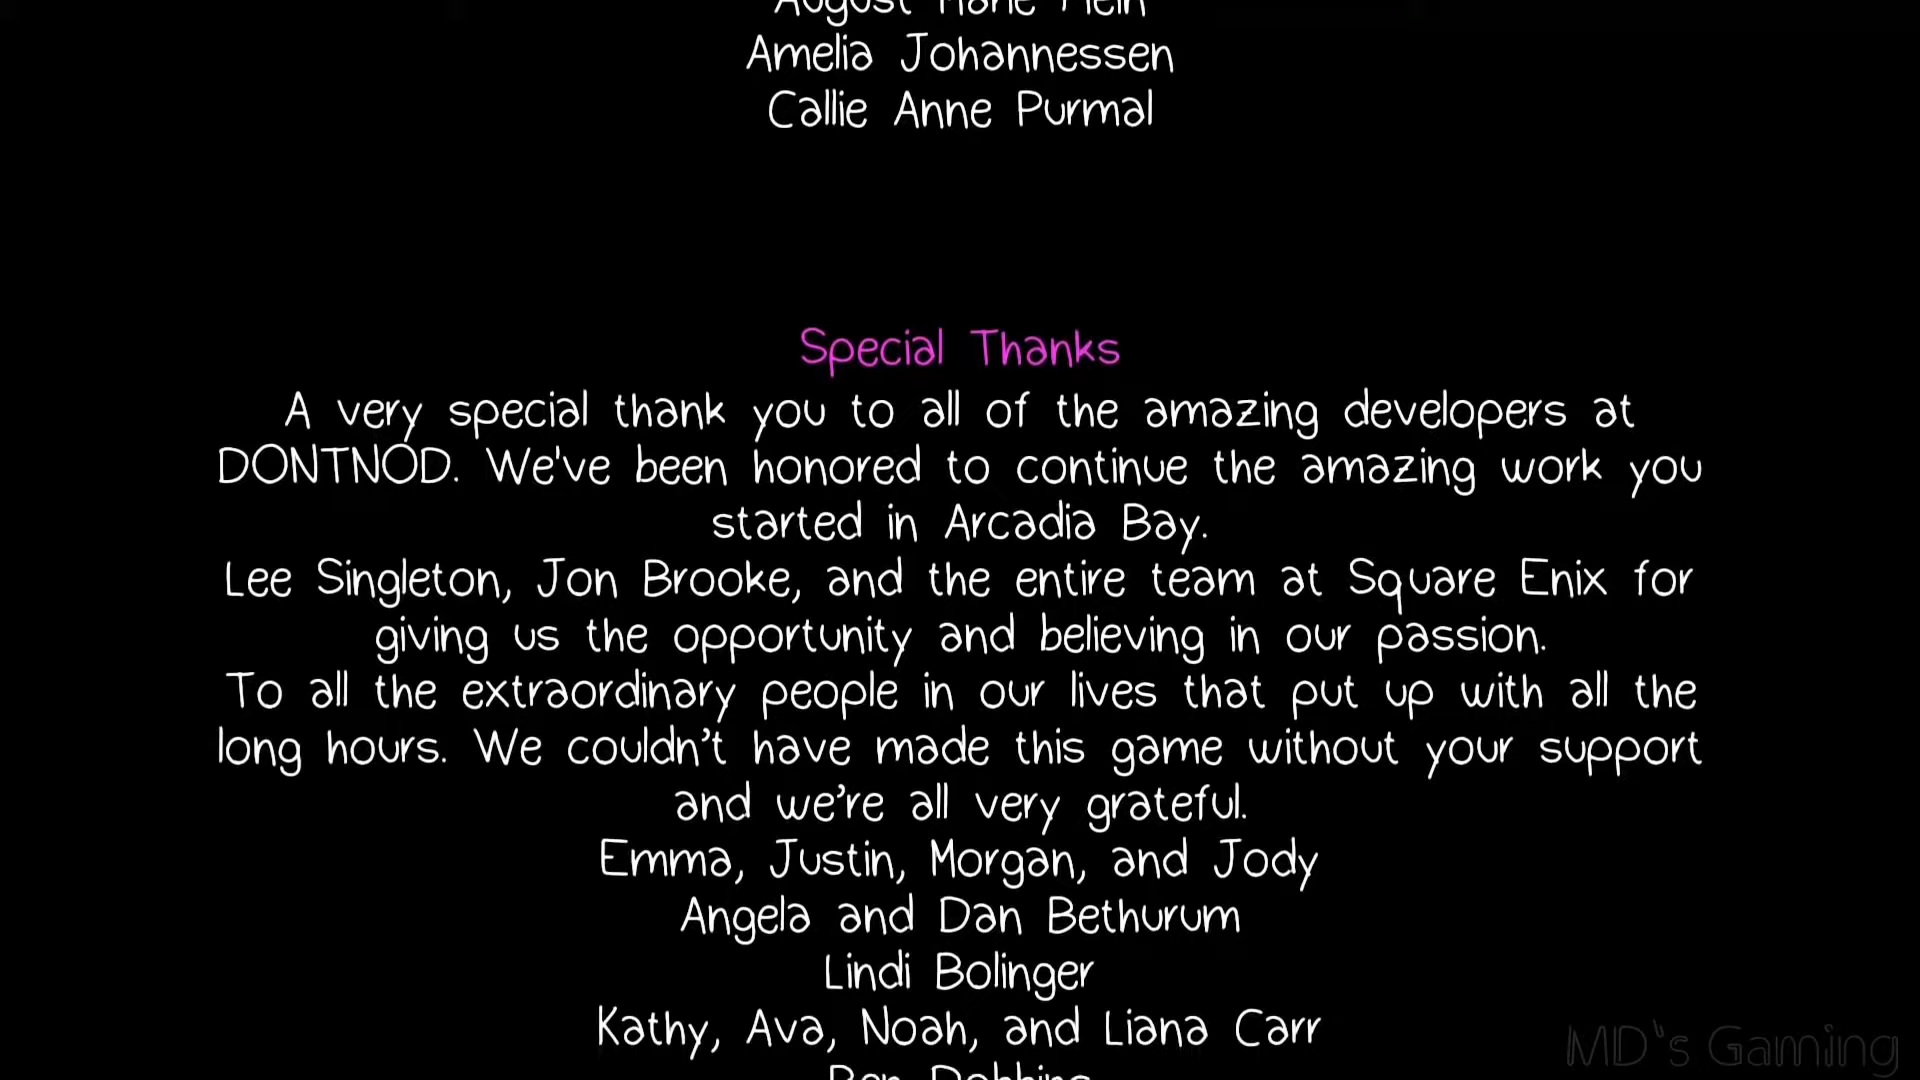 August Marie Mein
Amelia Johannessen
Callie Anne Purmal
Special Thanks
A very special thank you to all of the amazing developers at
DONTNOD. We've been honored to continue the amazing work you
started in Arcadia Bay.
Lee Singleton, Jon Brooke, and the entire team at Square Enix for
giving us the opportunity and believing in our passion.
To all the extraordinary people in our lives that put up with all the
long hours. We couldn’t have made this game without your support
and we’re all very grateful.
Emma, Justin, Morgan, and Jody
Angela and Dan Bethurum
Lindi Bolinger
Kathy, Ava, Noah, and Liana Carr
MD's Gaming